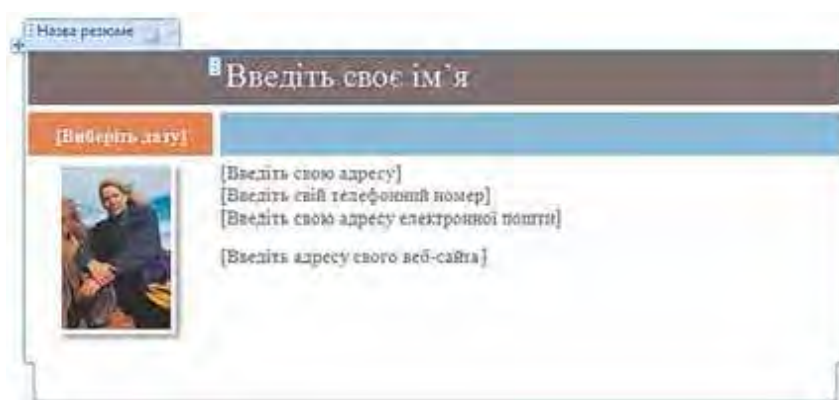 Назва резюме
Введіть своє ім'я
[Виберіть дату]
[Введіть свою адресу]
[Введіть свій телефонний номер]
[Введіть свою адресу електронної пошти]
[Введіть адресу свого веб-сайта]